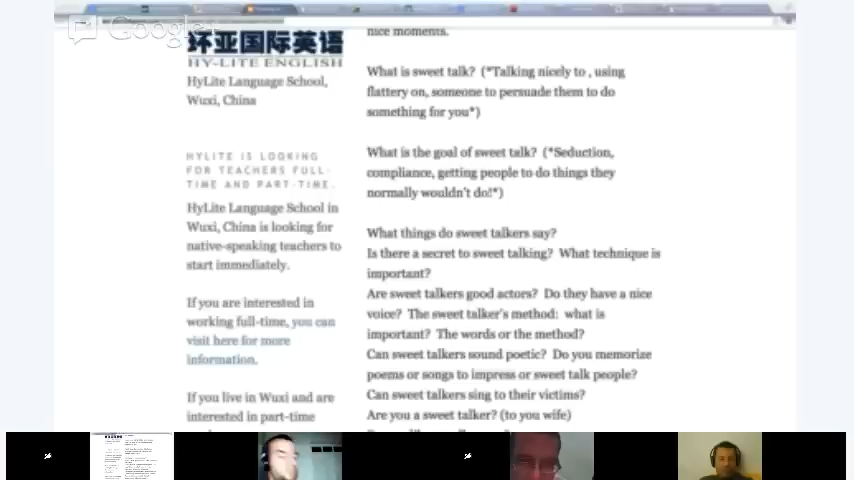 Google+
环亚国际英语
HY-LITE ENGLISH
HyLite Language School,
Wuxi, China
HYLITE IS LOOKING
FOR TEACHERS FULL-
TIME AND PART-TIME.
HyLite Language School in
Wuxi, China is looking for
native-speaking teachers to
start immediately.
If you are interested in
working full-time, you can
visit here for more
information.
If you live in Wuxi and are
interested in part-time
nice moments.
What is sweet talk? (*Talking nicely to , using
flattery on, someone to persuade them to do
something for you*)
What is the goal of sweet talk? (*Seduction,
compliance, getting people to do things they
normally wouldn't do!*)
What things do sweet talkers say?
Is there a secret to sweet talking? What technique is
important?
Are sweet talkers good actors? Do they have a nice
voice? The sweet talker's method: what is
important? The words or the method?
Can sweet talkers sound poetic? Do you memorize
poems or songs to impress or sweet talk people?
Can sweet talkers sing to their victims?
Are you a sweet talker? (to you wife)